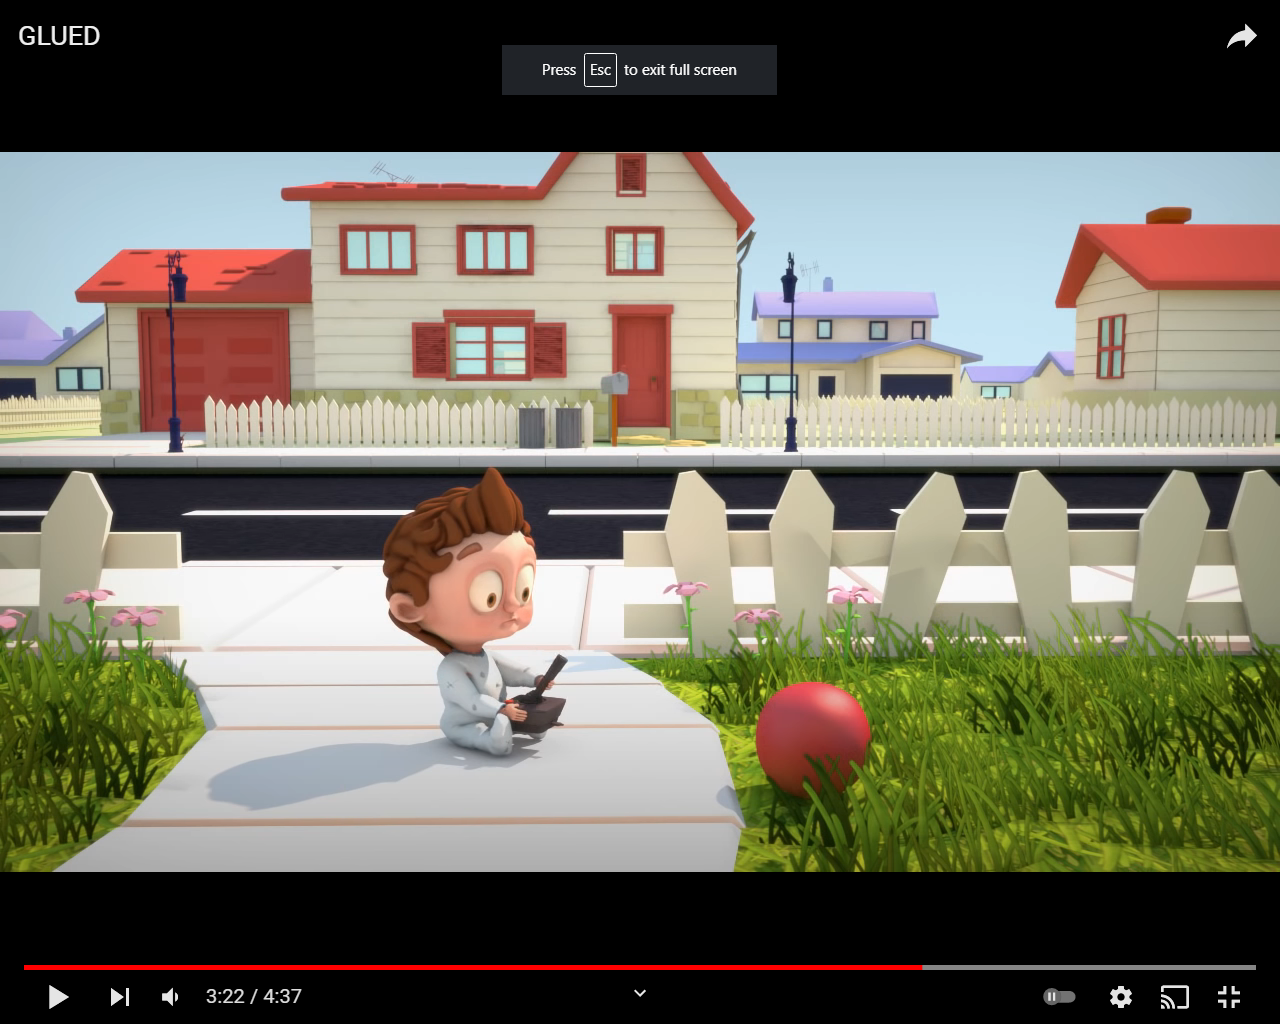 GLUED
Press Esc to exit full screen
3:22 / 4:37